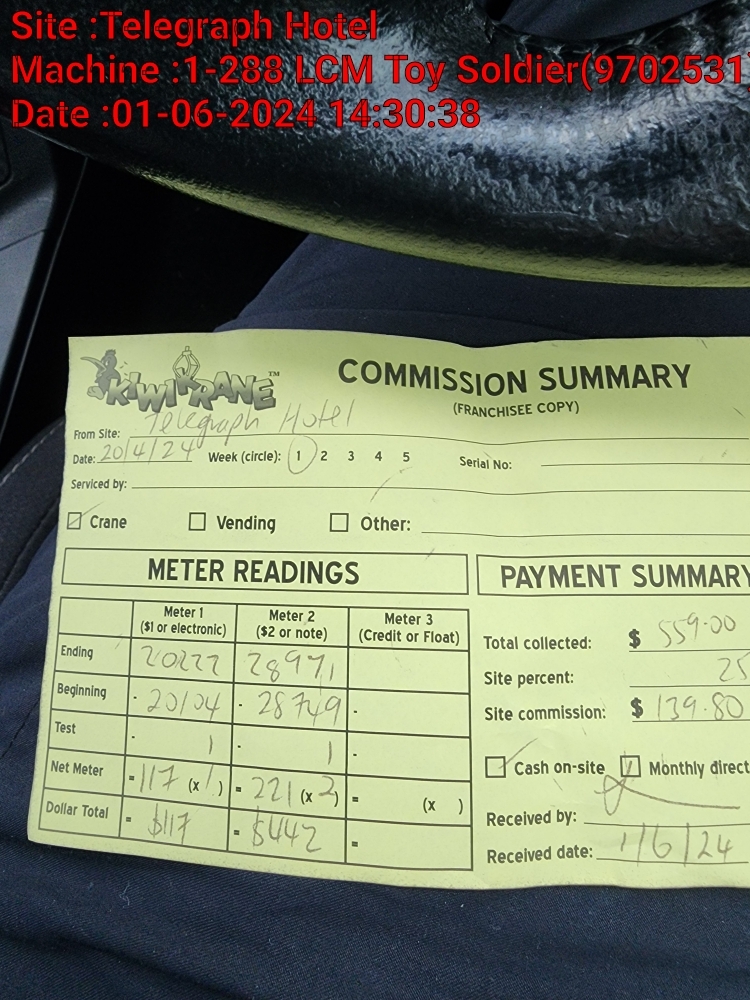 Site :Telegraph Hotel
Machine :1-288 LCM Toy Soldier(9702531)
Date :01-06-2024 14:30:38
KIWIKRANE™
COMMISSION SUMMARY
(FRANCHISEE COPY)
From Site: Telegraph Hotel
Date: 20/4/24 Week (circle): 1 2 3 4 5 Serial No:
Serviced by:
Crane Vending Other:
METER READINGS
Meter 1 ($1 or electronic) Meter 2 ($2 or note) Meter 3 (Credit or Float)
Ending 20222 28971
Beginning - 20104 - 28749 -
Test - 1 - 1 -
Net Meter = 117 (x 1) = 221 (x 2) = (x )
Dollar Total = $117 = $442 =
PAYMENT SUMMARY
Total collected: $ 559.00
Site percent: 25
Site commission: $ 139.80
Cash on-site Monthly direct
Received by:
Received date: 1/6/24